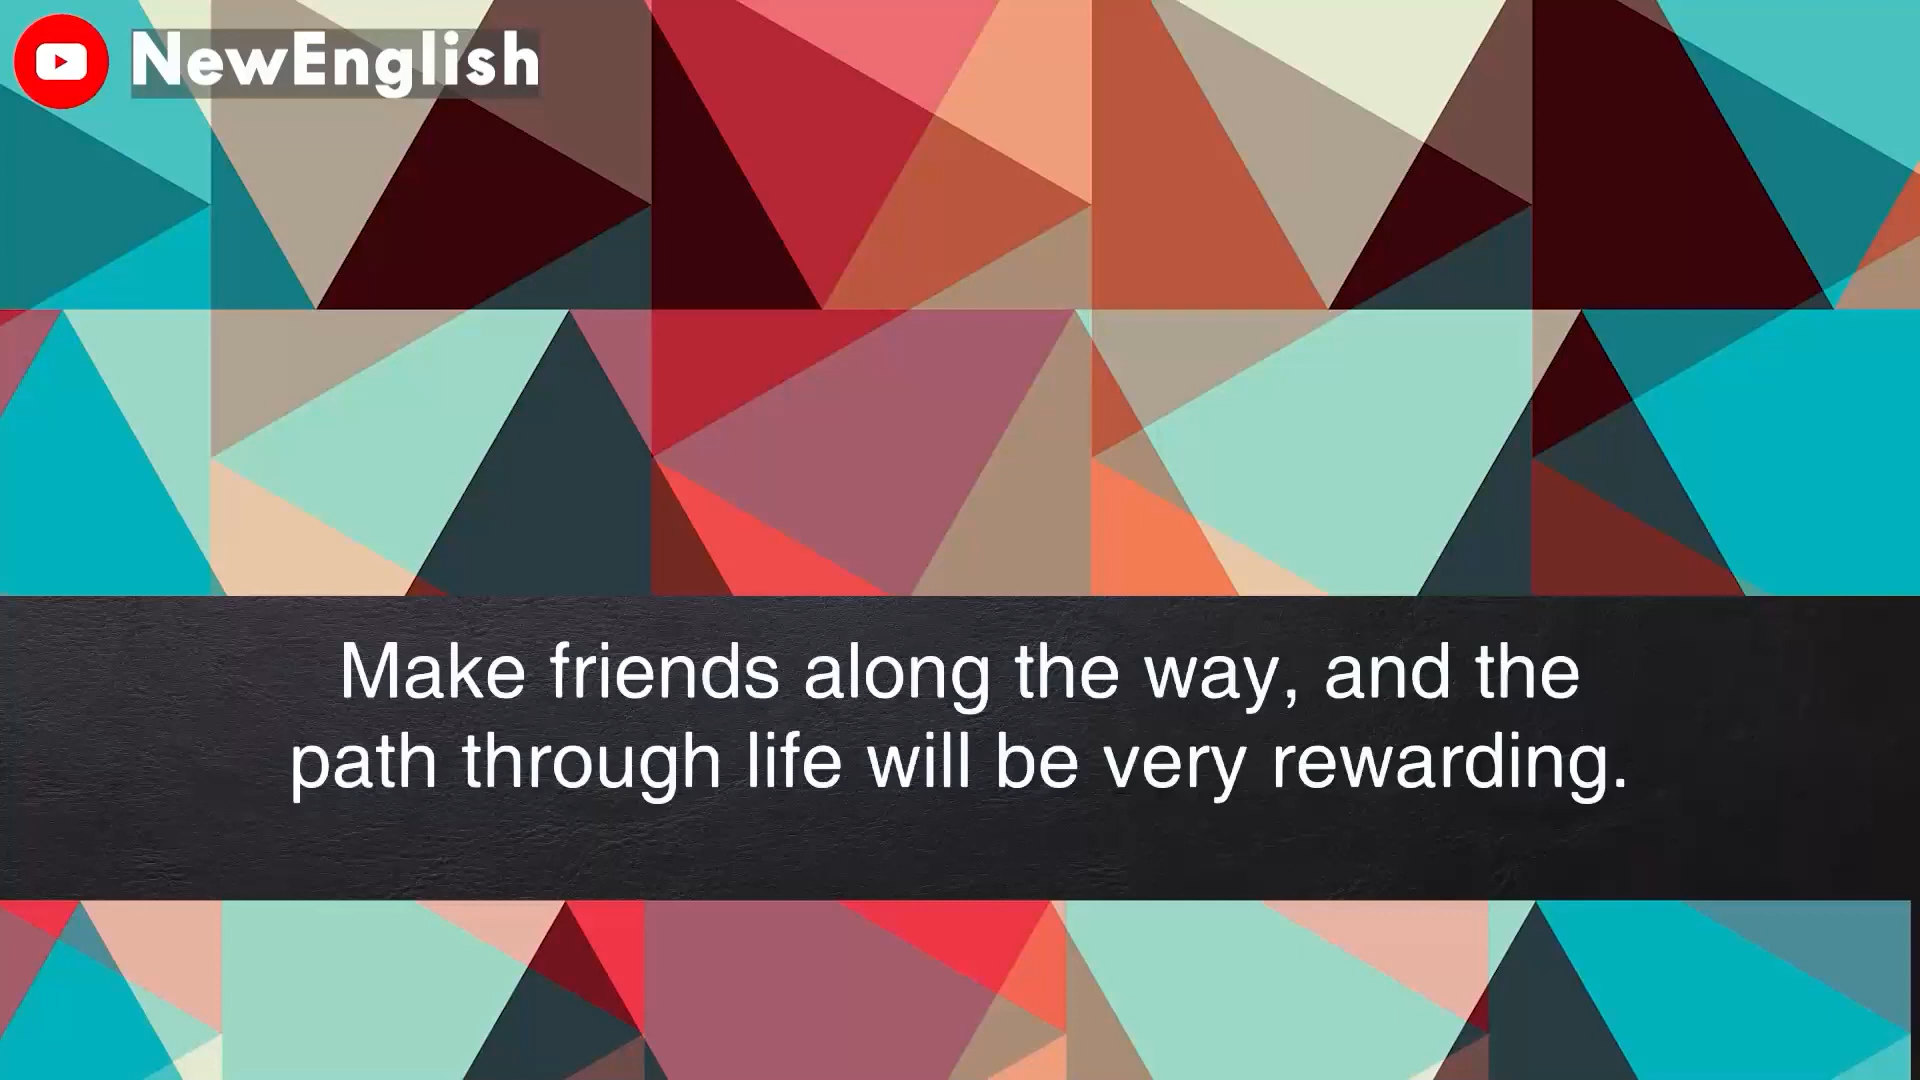 NewEnglish
Make friends along the way, and the
path through life will be very rewarding.